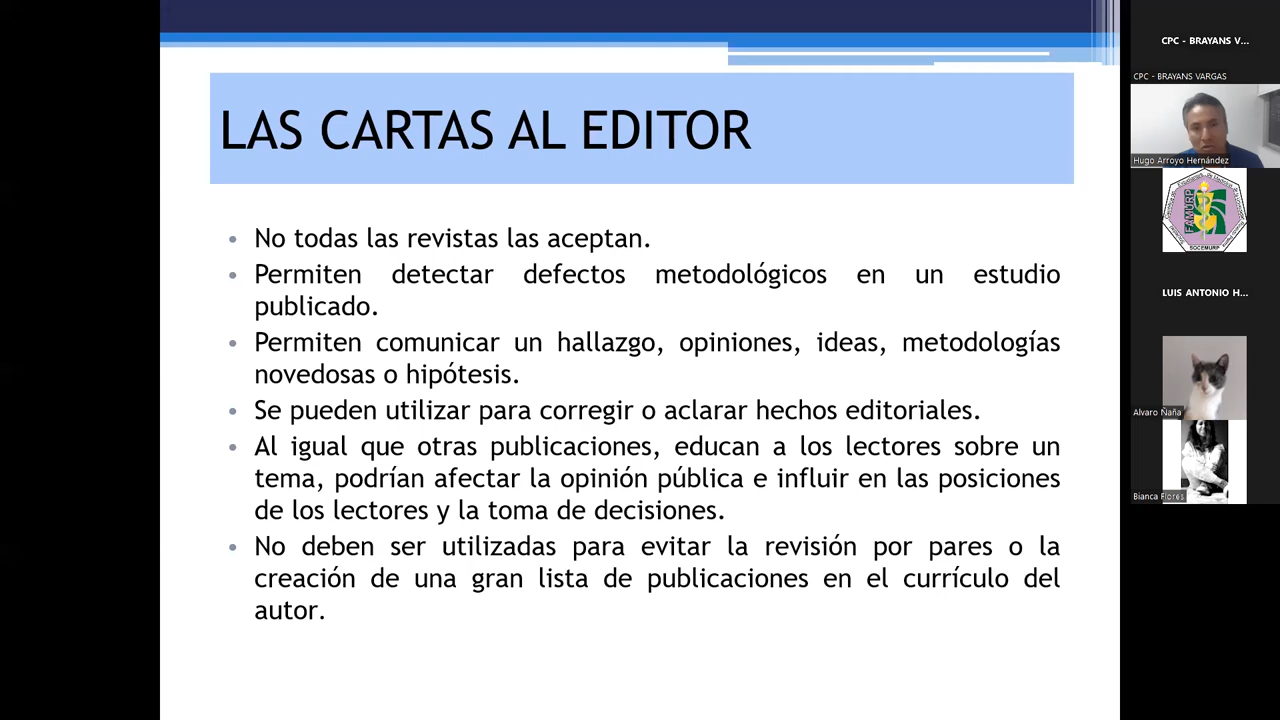 LAS CARTAS AL EDITOR
• No todas las revistas las aceptan.
• Permiten detectar defectos metodológicos en un estudio
publicado.
• Permiten comunicar un hallazgo, opiniones, ideas, metodologías
novedosas o hipótesis.
• Se pueden utilizar para corregir o aclarar hechos editoriales.
• Al igual que otras publicaciones, educan a los lectores sobre un
tema, podrían afectar la opinión pública e influir en las posiciones
de los lectores y la toma de decisiones.
• No deben ser utilizadas para evitar la revisión por pares o la
creación de una gran lista de publicaciones en el currículo del
autor.
CPC - BRAYANS V...
CPC - BRAYANS VARGAS
Hugo Arroyo Hernández
FAMURP
SOCEMURP
LUIS ANTONIO H...
Alvaro Ñaña
Bianca Flores